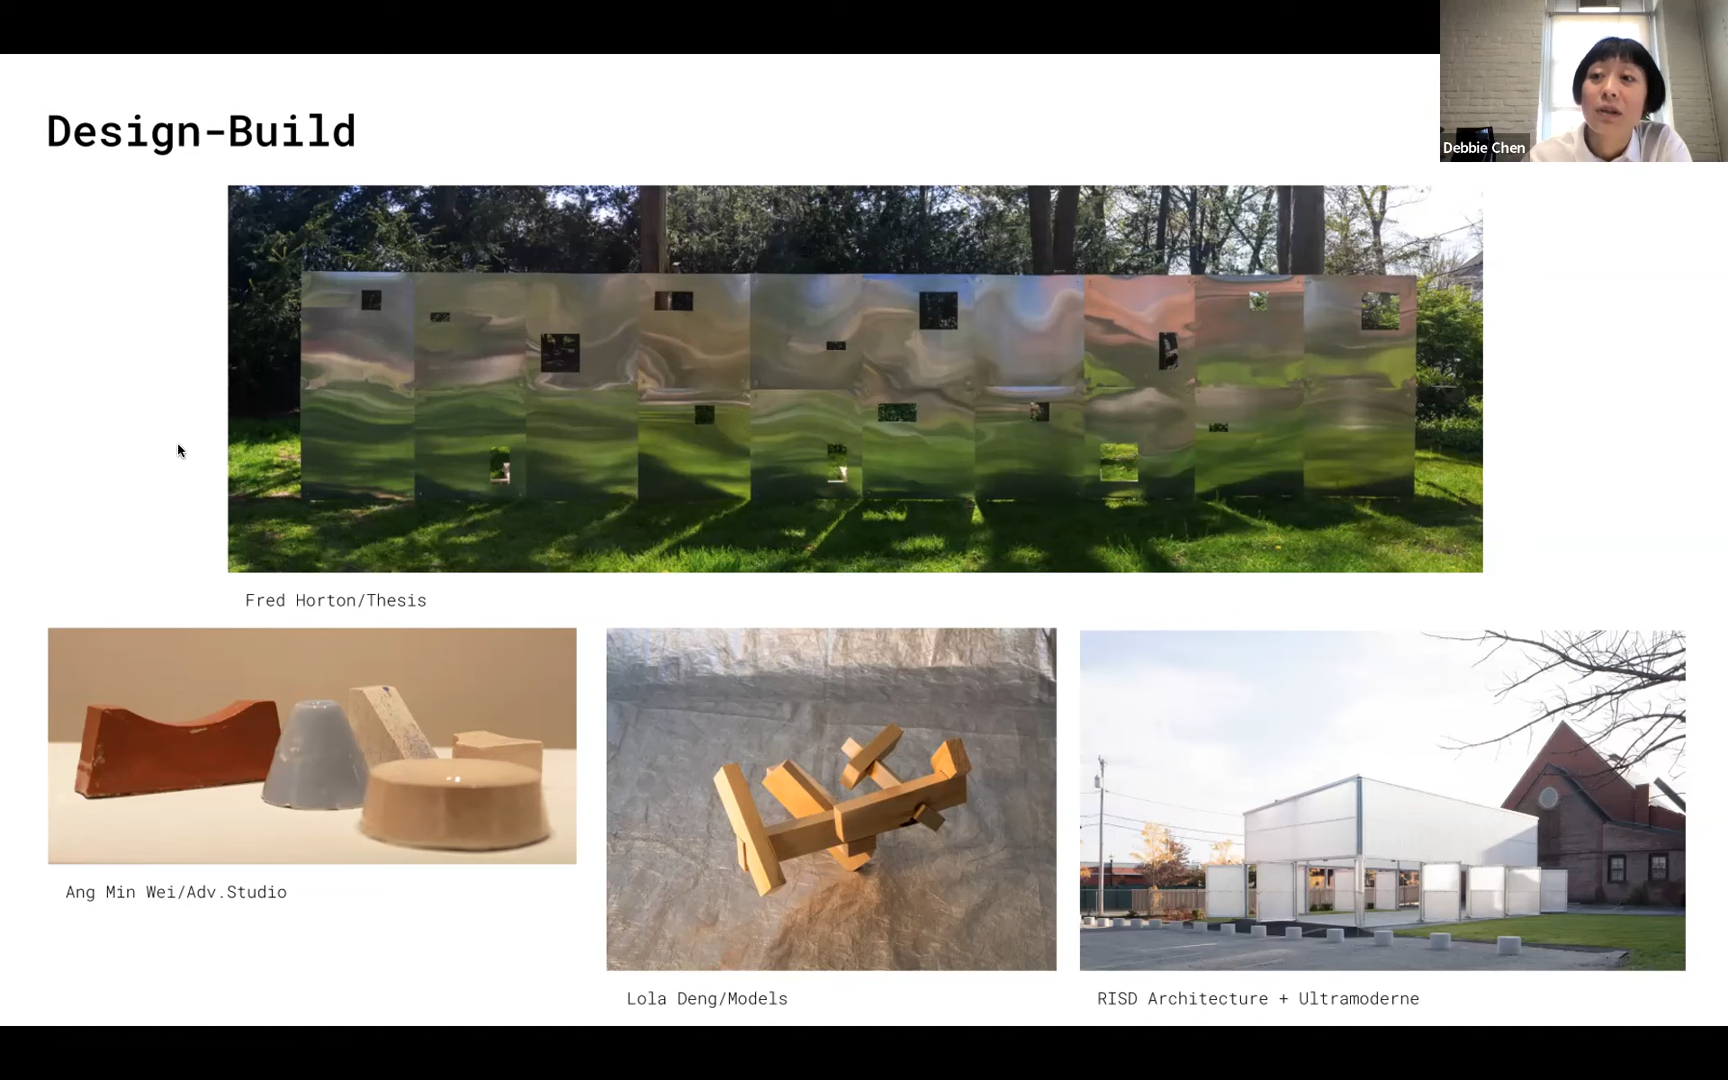 Design-Build
Debbie Chen
Fred Horton/Thesis
Ang Min Wei/Adv.Studio
Lola Deng/Models
RISD Architecture + Ultramoderne